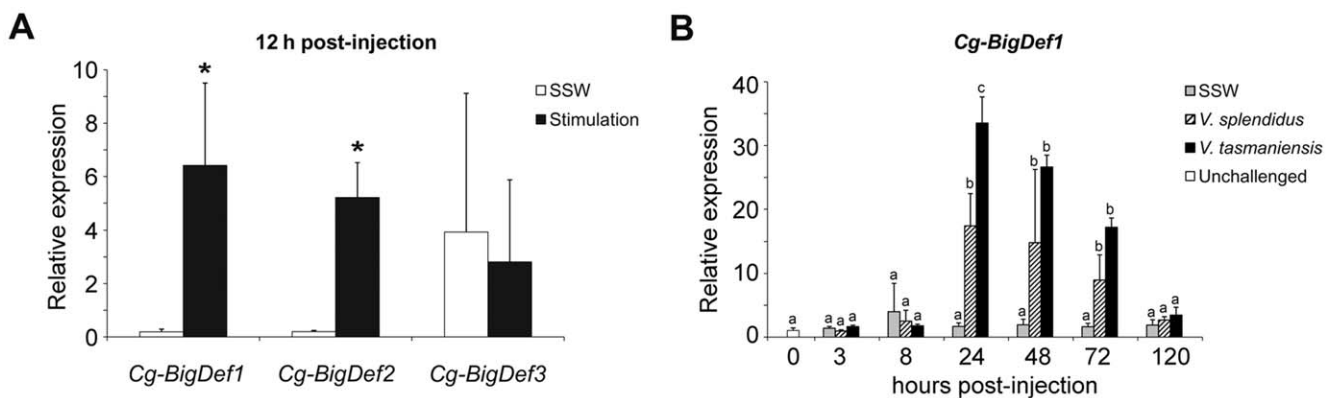 A
12 h post-injection
10
8
6
4
2
0
Relative expression
*
*
SSW
Stimulation
Cg-BigDef1
Cg-BigDef2
Cg-BigDef3
B
Cg-BigDef1
40
30
20
10
0
Relative expression
SSW
V. splendidus
V. tasmaniensis
Unchallenged
a
a a a
a a a
a b c
a b b
a b b
a a a
0 3 8 24 48 72 120
hours post-injection